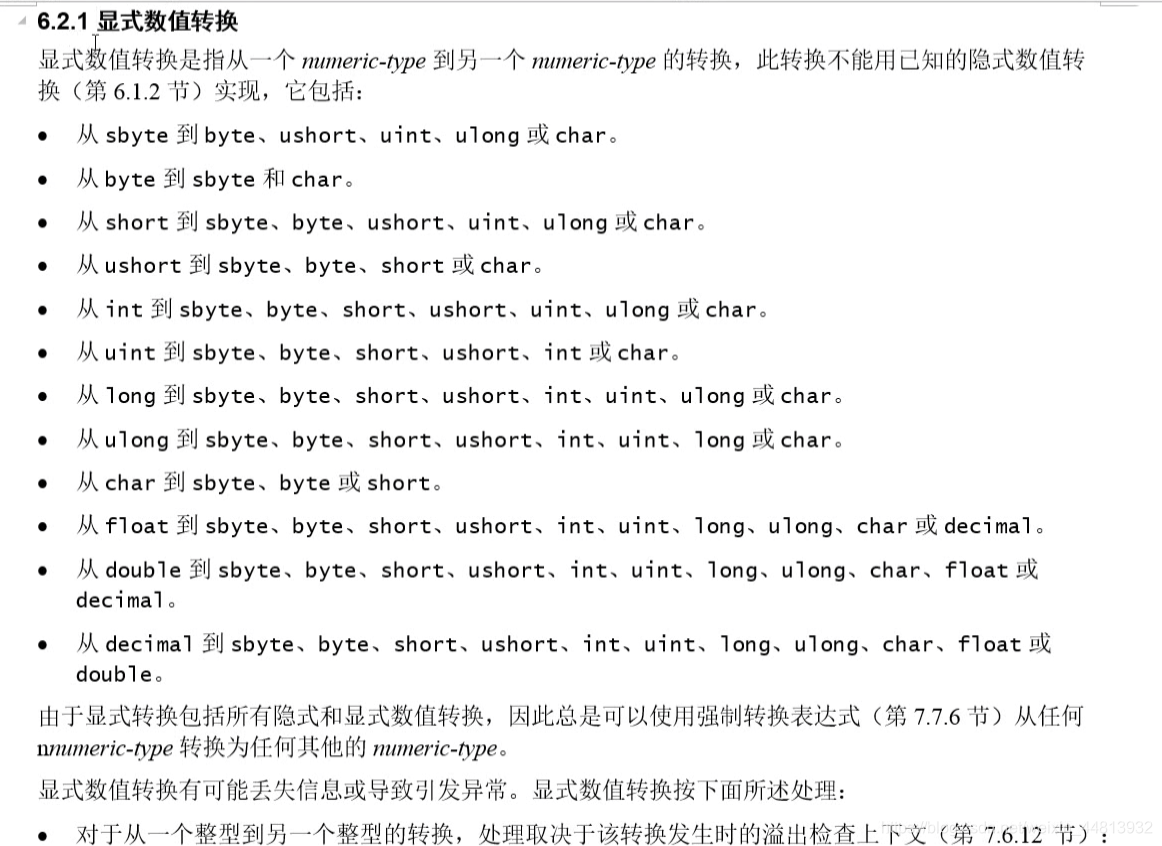 6.2.1 显式数值转换
显式数值转换是指从一个 numeric-type 到另一个 numeric-type 的转换，此转换不能用已知的隐式数值转
换（第 6.1.2 节）实现，它包括：
• 从 sbyte 到 byte、ushort、uint、ulong 或 char。
• 从 byte 到 sbyte 和 char。
• 从 short 到 sbyte、byte、ushort、uint、ulong 或 char。
• 从 ushort 到 sbyte、byte、short 或 char。
• 从 int 到 sbyte、byte、short、ushort、uint、ulong 或 char。
• 从 uint 到 sbyte、byte、short、ushort、int 或 char。
• 从 long 到 sbyte、byte、short、ushort、int、uint、ulong 或 char。
• 从 ulong 到 sbyte、byte、short、ushort、int、uint、long 或 char。
• 从 char 到 sbyte、byte 或 short。
• 从 float 到 sbyte、byte、short、ushort、int、uint、long、ulong、char 或 decimal。
• 从 double 到 sbyte、byte、short、ushort、int、uint、long、ulong、char、float 或
decimal。
• 从 decimal 到 sbyte、byte、short、ushort、int、uint、long、ulong、char、float 或
double。
由于显式转换包括所有隐式和显式数值转换，因此总是可以使用强制转换表达式（第 7.7.6 节）从任何
nnumeric-type 转换为任何其他的 numeric-type。
显式数值转换有可能丢失信息或导致引发异常。显式数值转换按下面所述处理：
• 对于从一个整型到另一个整型的转换，处理取决于该转换发生时的溢出检查上下文（第 7.6.12 节）：